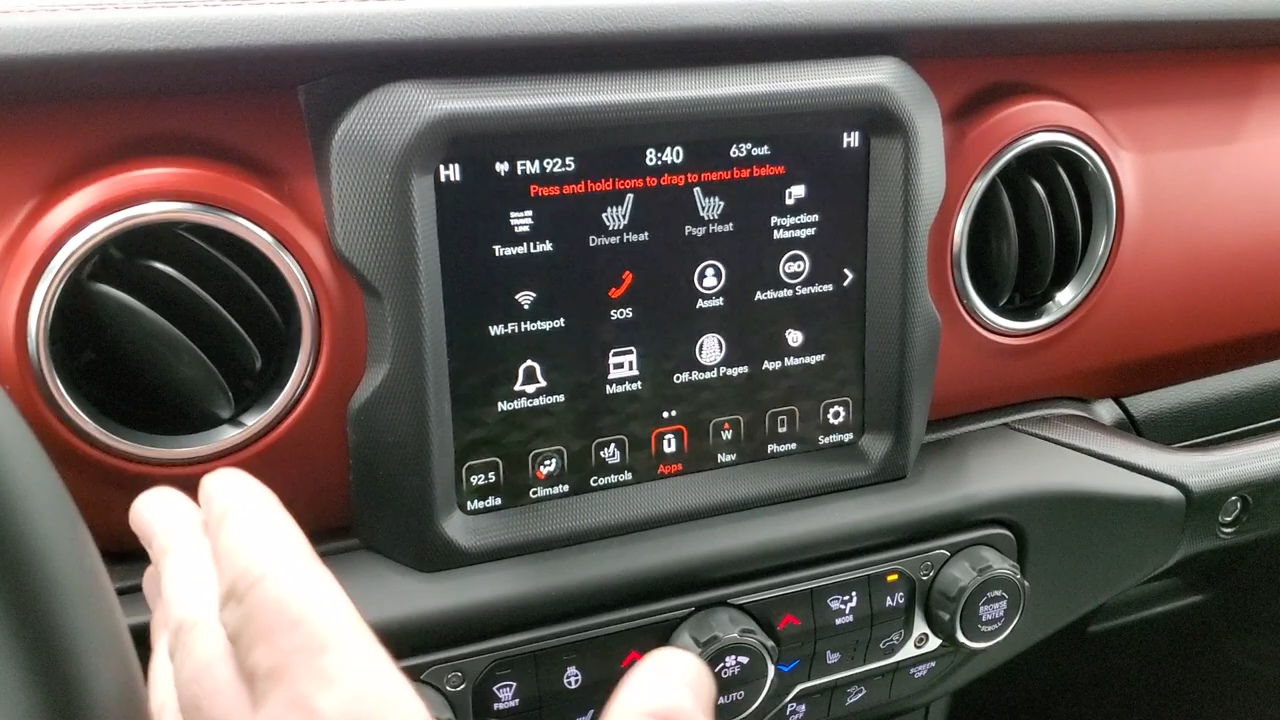 HI
FM 92.5
8:40
63°out.
HI
Press and hold icons to drag to menu bar below.
SiriusXM
TRAVEL
LINK
Travel Link
Driver Heat
Psgr Heat
Projection
Manager
Wi-Fi Hotspot
SOS
Assist
GO
Activate Services
Notifications
Market
Off-Road Pages
App Manager
92.5
Media
Climate
Controls
Apps
W
Nav
Phone
Settings
FRONT
OFF
AUTO
MODE
A/C
TUNE
BROWSE
ENTER
SCROLL
SCREEN
OFF
OFF